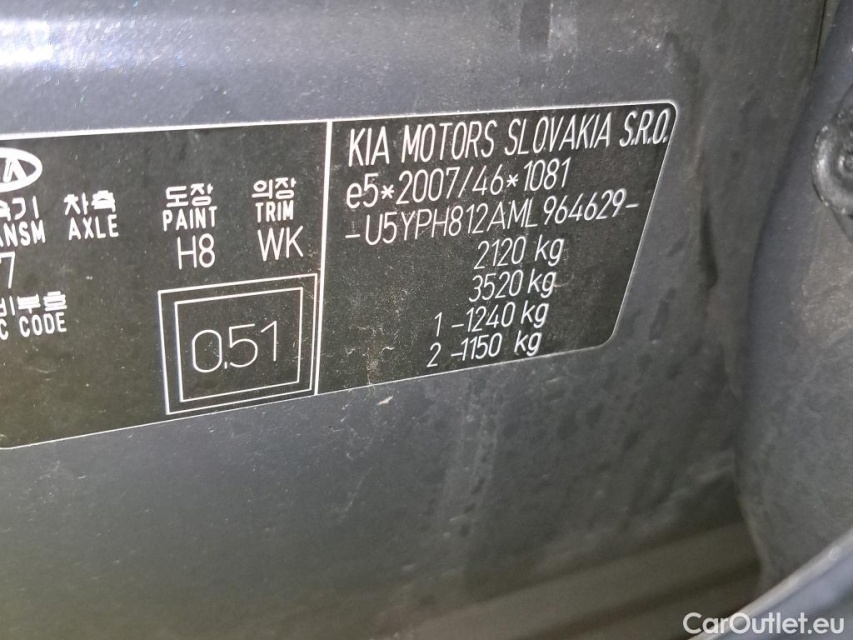 차축
AXLE
도장
PAINT
H8
의장
TRIM
WK
CODE
0.51
KIA MOTORS SLOVAKIA S.R.O.
e5*2007/46*1081
-U5YPH812AML964629-
2120 kg
3520 kg
1 -1240 kg
2 -1150 kg
CarOutlet.eu